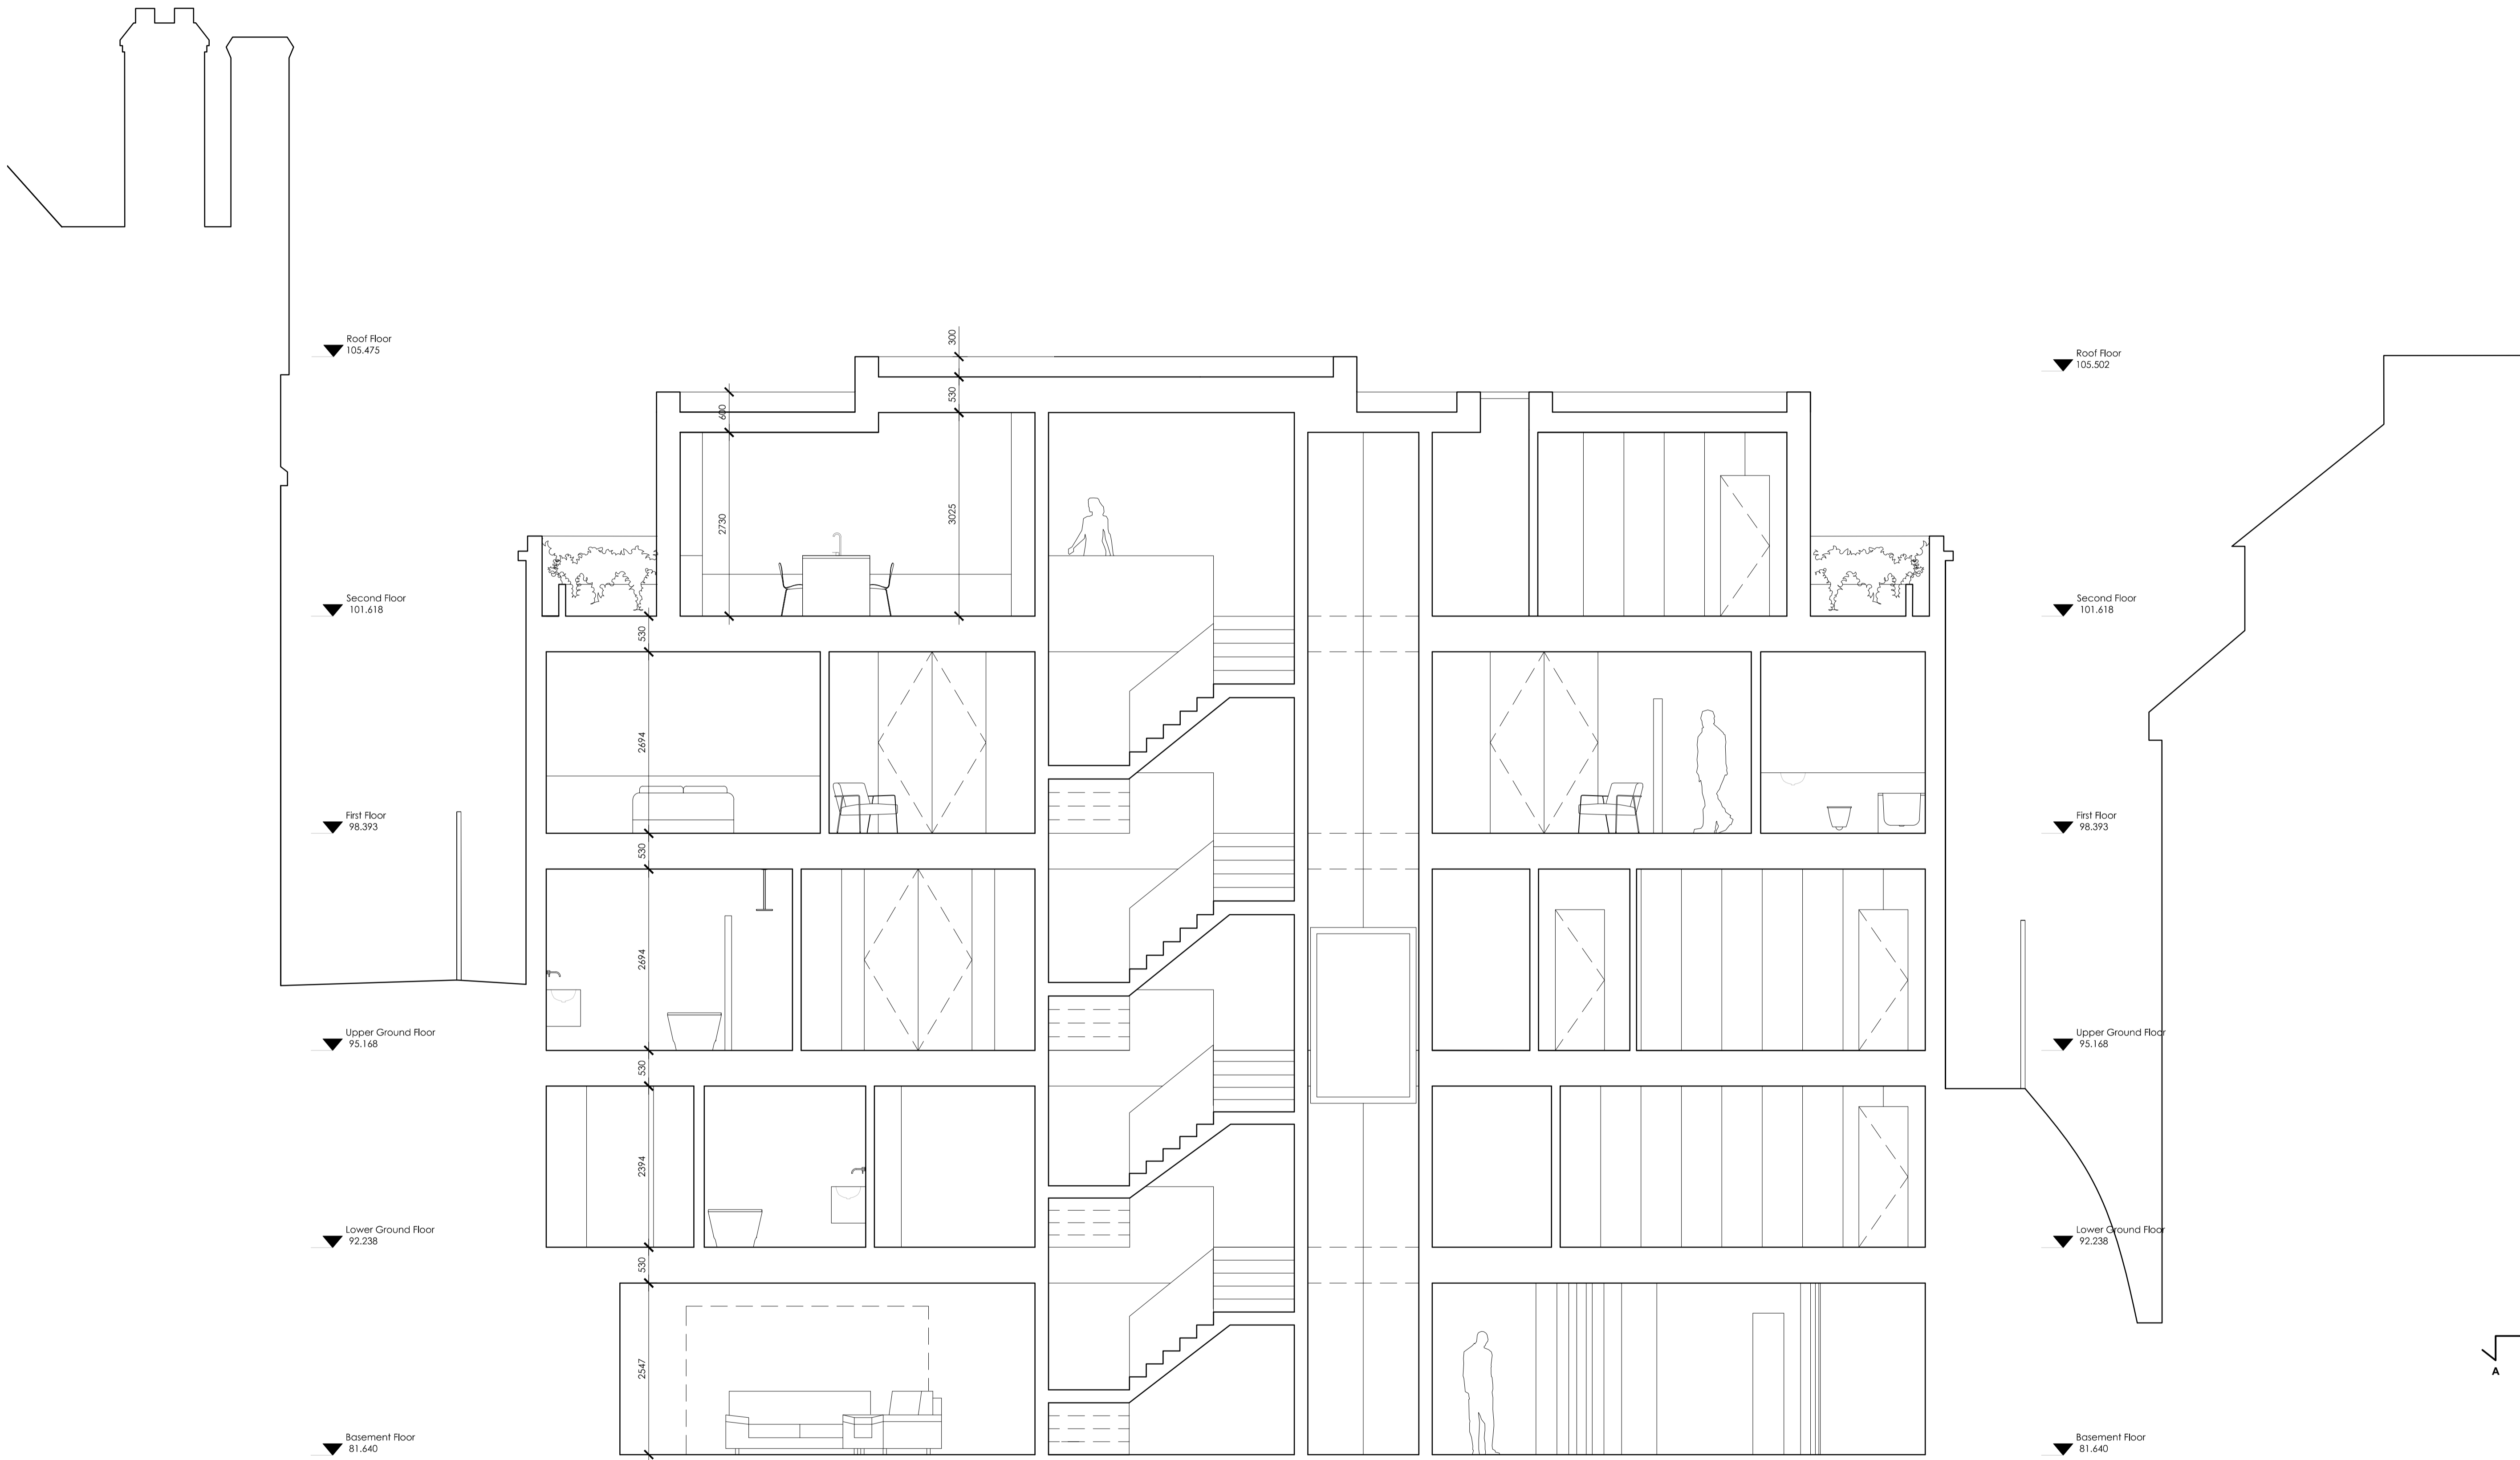 Roof Floor
105.475
Second Floor
101.618
First Floor
98.393
Upper Ground Floor
95.168
Lower Ground Floor
92.238
Basement Floor
81.640
300
530
600
2730
3025
530
2694
530
2694
530
2394
530
2547
Roof Floor
105.502
Second Floor
101.618
First Floor
98.393
Upper Ground Floor
95.168
Lower Ground Floor
92.238
Basement Floor
81.640
A